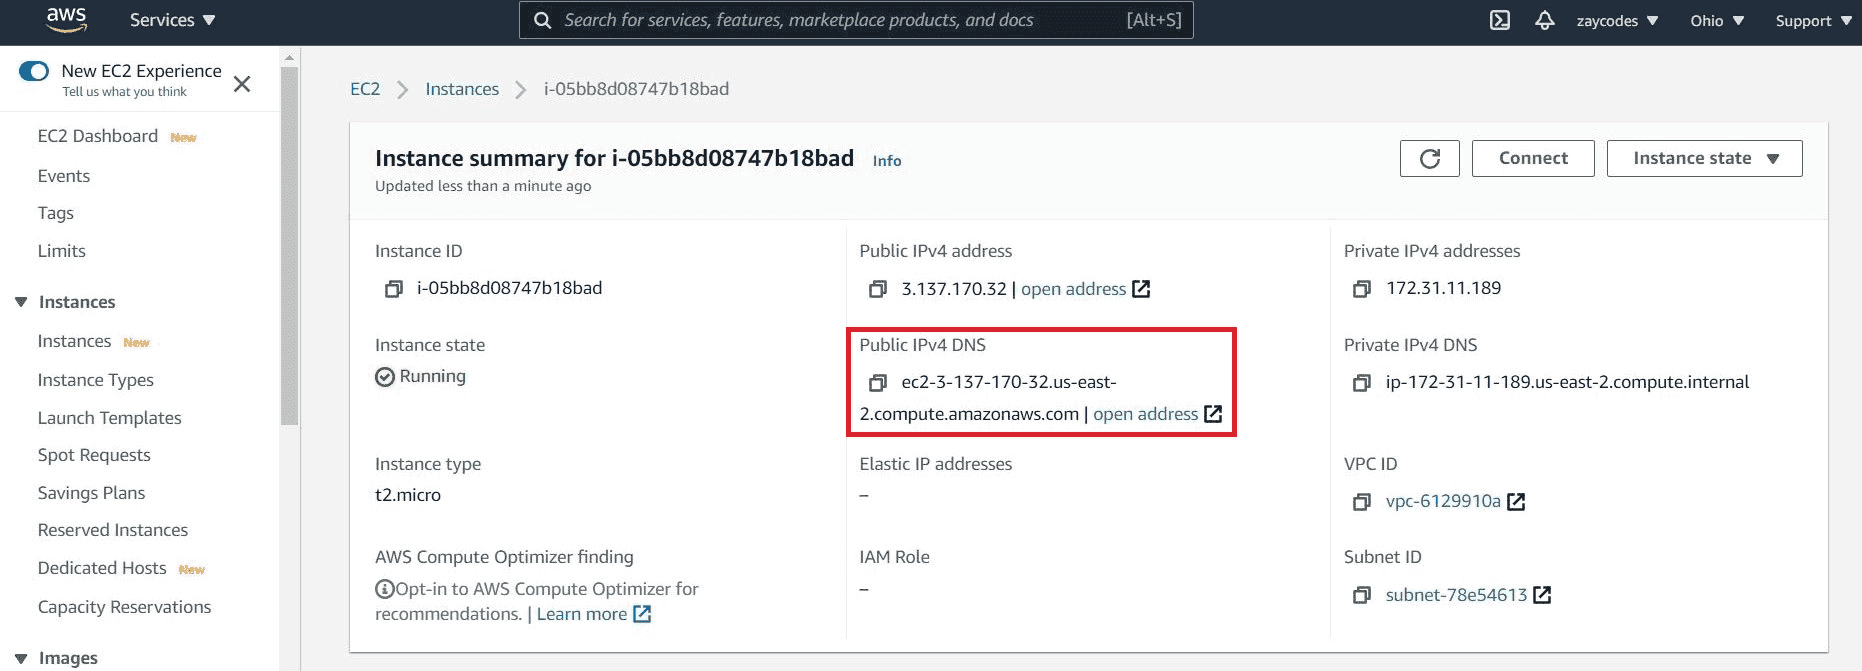 aws Services ▼ Search for services, features, marketplace products, and docs [Alt+S] zaycodes ▼ Ohio ▼ Support ▼
New EC2 Experience
Tell us what you think
EC2 Dashboard New
Events
Tags
Limits
Instances
Instances New
Instance Types
Launch Templates
Spot Requests
Savings Plans
Reserved Instances
Dedicated Hosts New
Capacity Reservations
Images
EC2 > Instances > i-05bb8d08747b18bad
Instance summary for i-05bb8d08747b18bad Info
Updated less than a minute ago
Connect
Instance state ▼
Instance ID
i-05bb8d08747b18bad
Public IPv4 address
3.137.170.32 | open address
Private IPv4 addresses
172.31.11.189
Instance state
Running
Public IPv4 DNS
ec2-3-137-170-32.us-east-
2.compute.amazonaws.com | open address
Private IPv4 DNS
ip-172-31-11-189.us-east-2.compute.internal
Instance type
t2.micro
Elastic IP addresses
–
VPC ID
vpc-6129910a
AWS Compute Optimizer finding
Opt-in to AWS Compute Optimizer for
recommendations. | Learn more
IAM Role
–
Subnet ID
subnet-78e54613